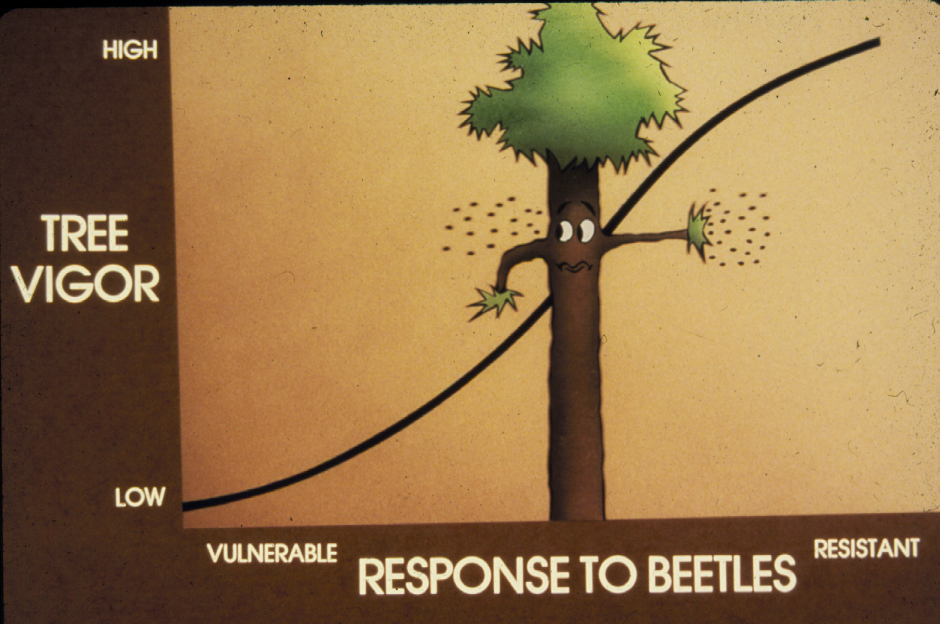 HIGH
TREE
VIGOR
LOW
VULNERABLE
RESPONSE TO BEETLES
RESISTANT